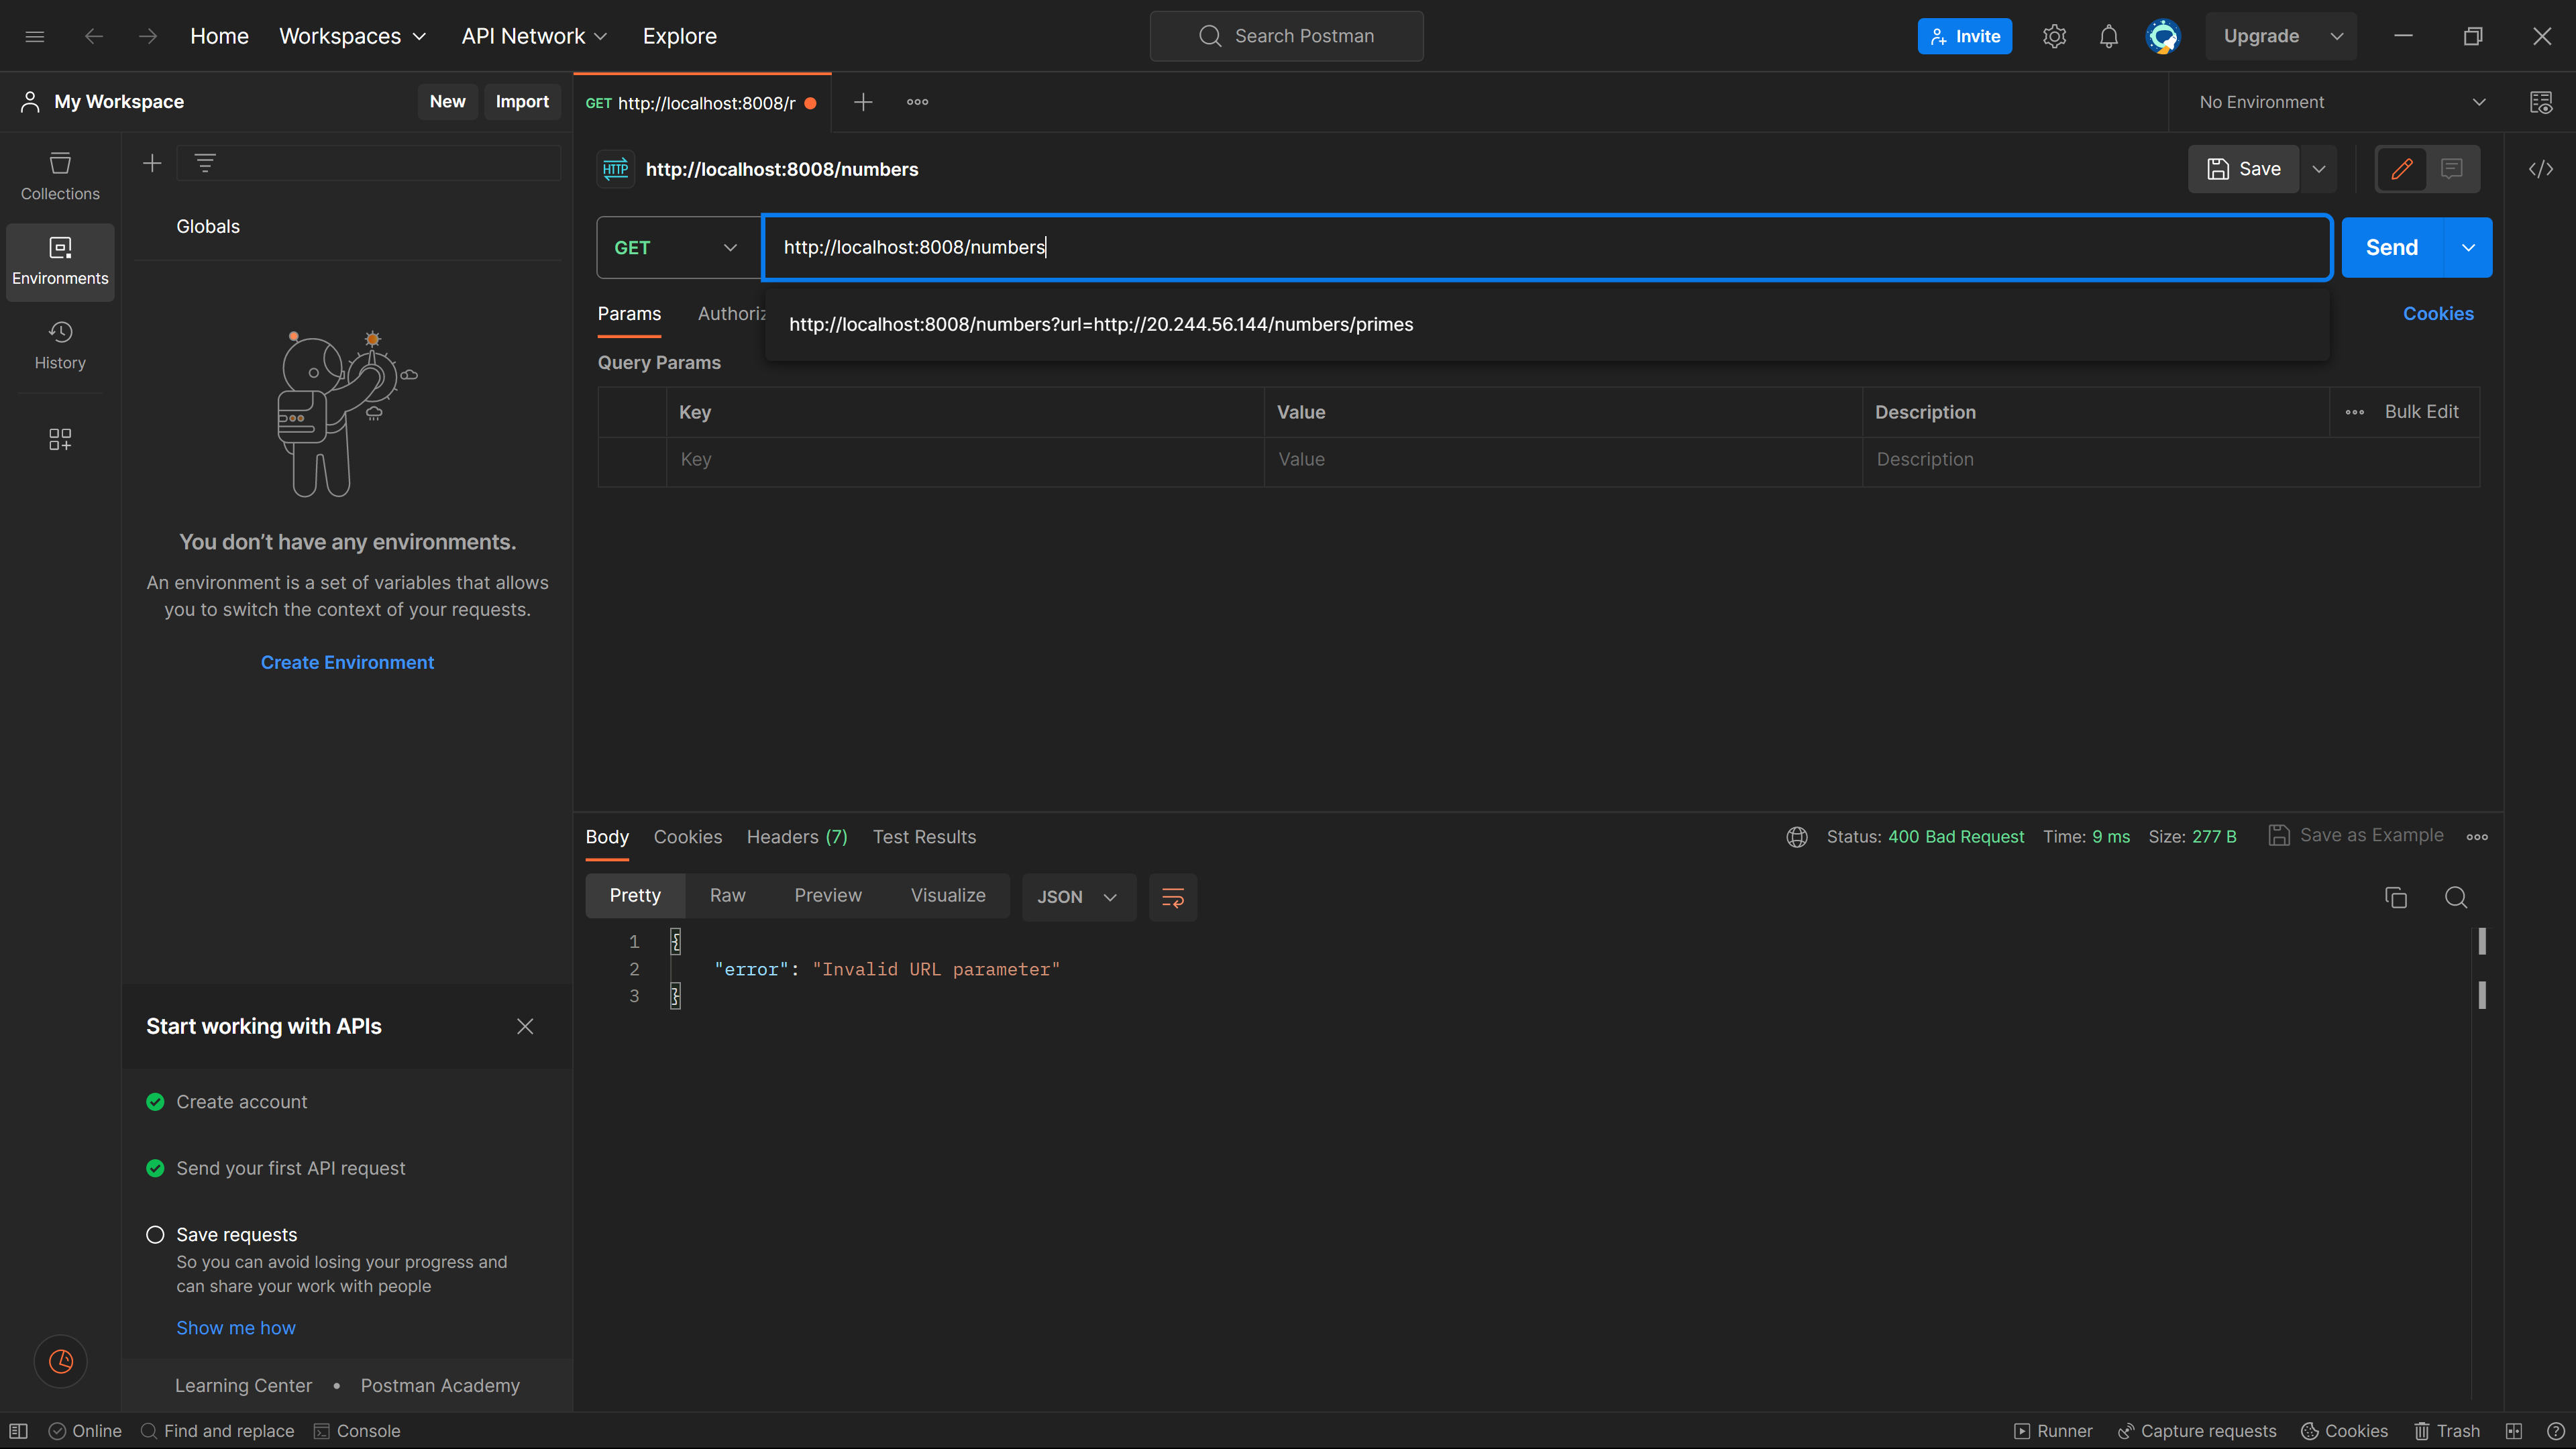 Home
Workspaces
API Network
Explore
Search Postman
Invite
Upgrade
My Workspace
New
Import
GET http://localhost:8008/r
No Environment
Collections
Environments
History
Globals
You don’t have any environments.
An environment is a set of variables that allows
you to switch the context of your requests.
Create Environment
Start working with APIs
Create account
Send your first API request
Save requests
So you can avoid losing your progress and
can share your work with people
Show me how
Learning Center • Postman Academy
HTTP http://localhost:8008/numbers
Save
GET
http://localhost:8008/numbers
Send
http://localhost:8008/numbers?url=http://20.244.56.144/numbers/primes
Params
Authoriz
Cookies
Query Params
Key
Value
Description
Bulk Edit
Key
Value
Description
Body
Cookies
Headers (7)
Test Results
Status: 400 Bad Request
Time: 9 ms
Size: 277 B
Save as Example
Pretty
Raw
Preview
Visualize
JSON
1 {
2 "error": "Invalid URL parameter"
3 }
Online
Find and replace
Console
Runner
Capture requests
Cookies
Trash